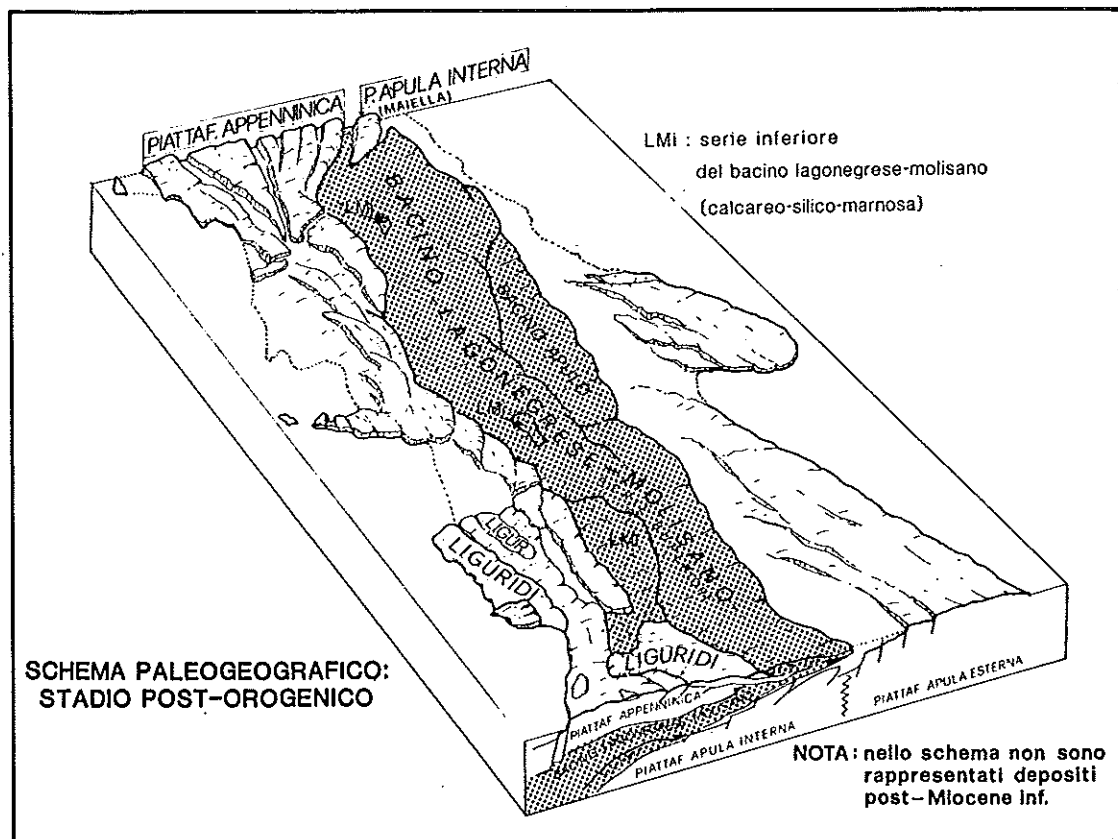 PIATTAF. APPENNINICA
P. APULA INTERNA
(MAIELLA)
LMi : serie inferiore
del bacino lagonegrese-molisano
(calcareo-silico-marnosa)
BACINO LAGONEGRESE - MOLISANO
LMi
BACINO APULO
LMi
LMi
LIGURIDI
LIGURIDI
SCHEMA PALEOGEOGRAFICO:
STADIO POST-OROGENICO
PIATTAF. APPENNINICA
PIATTAF. APULA INTERNA
PIATTAF. APULA ESTERNA
NOTA: nello schema non sono
rappresentati depositi
post-Miocene Inf.